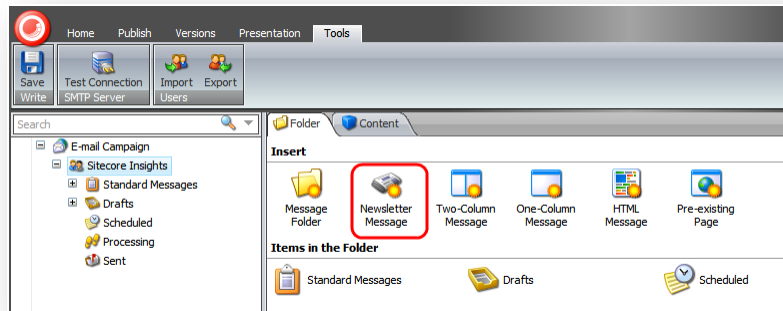 Home Publish Versions Presentation Tools
Save Test Connection Import Export
Write SMTP Server Users
Search
Folder Content
E-mail Campaign
Sitecore Insights
Standard Messages
Drafts
Scheduled
Processing
Sent
Insert
Message Newsletter Two-Column One-Column HTML Pre-existing
Folder Message Message Message Message Page
Items in the Folder
Standard Messages Drafts Scheduled